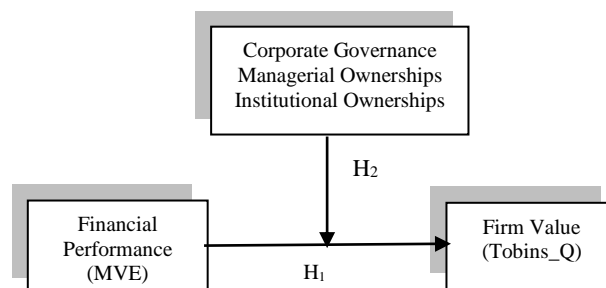 Corporate Governance
Managerial Ownerships
Institutional Ownerships
H2
Financial
Performance
(MVE)
Firm Value
(Tobins_Q)
H1